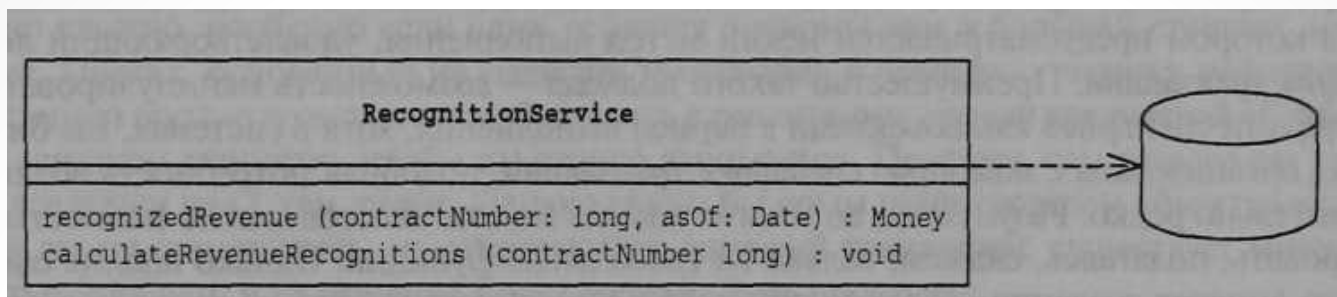 RecognitionService
recognizedRevenue (contractNumber: long, asOf: Date) : Money
calculateRevenueRecognitions (contractNumber long) : void